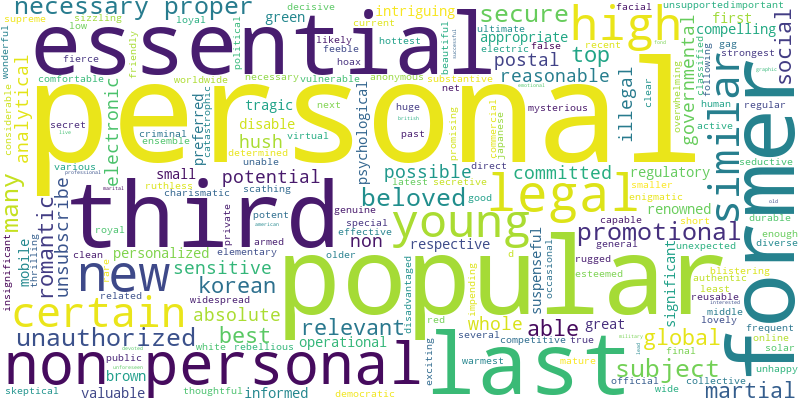 necessary proper
sizzling
decisive
low
loyal
green
intriguing
current
hottest
secure
appropriate
electric
unsupported
important
facial
first
compelling
supreme
wonderful
essential
high
fierce
friendly
political
likely
feeble
hoax
beautiful
successful
ultimate
false
recent
fond
postal
top
reasonable
governmental
overwhelming
classified
following
gag
strongest
social
comfortable
worldwide
necessary
vulnerable
anonymous
substantive
emotional
graphic
clear
considerable
analytical
electronic
preferred
catastrophic
tragic
next
net
huge
mysterious
illegal
human
regular
personal
secret
criminal
ensemble
disable
virtual
past
british
promising
commercial
japanese
active
similar
former
various
live
hush
determined
psychological
unable
direct
possible
committed
regulatory
seductive
professional
marital
small
potential
latest
secretive
good
smaller
enigmatic
many
romantic
unsubscribe
ruthless
charismatic
scathing
beloved
legal
renowned
short
old
durable
third
royal
private
potent
american
genuine
special
effective
young
capable
promotional
enough
diverse
insignificant
mobile
thrilling
personalized
armed
elementary
non
older
respective
general
unexpected
clean
rare
new
sensitive
korean
disadvantaged
suspenseful
occasional
rugged
esteemed
significant
blistering
authentic
least
reusable
interested
related
widespread
popular
impending
middle
lovely
frequent
certain
absolute
relevant
red
whole
able
great
global
online
solar
unauthorized
best
white
rebellious
operational
exciting
several
competitive
true
military
lead
final
unhappy
public
devoted
unforeseen
non personal
last
warmest
mature
subject
official
collective
skeptical
valuable
brown
thoughtful
informed
democratic
wide
martial